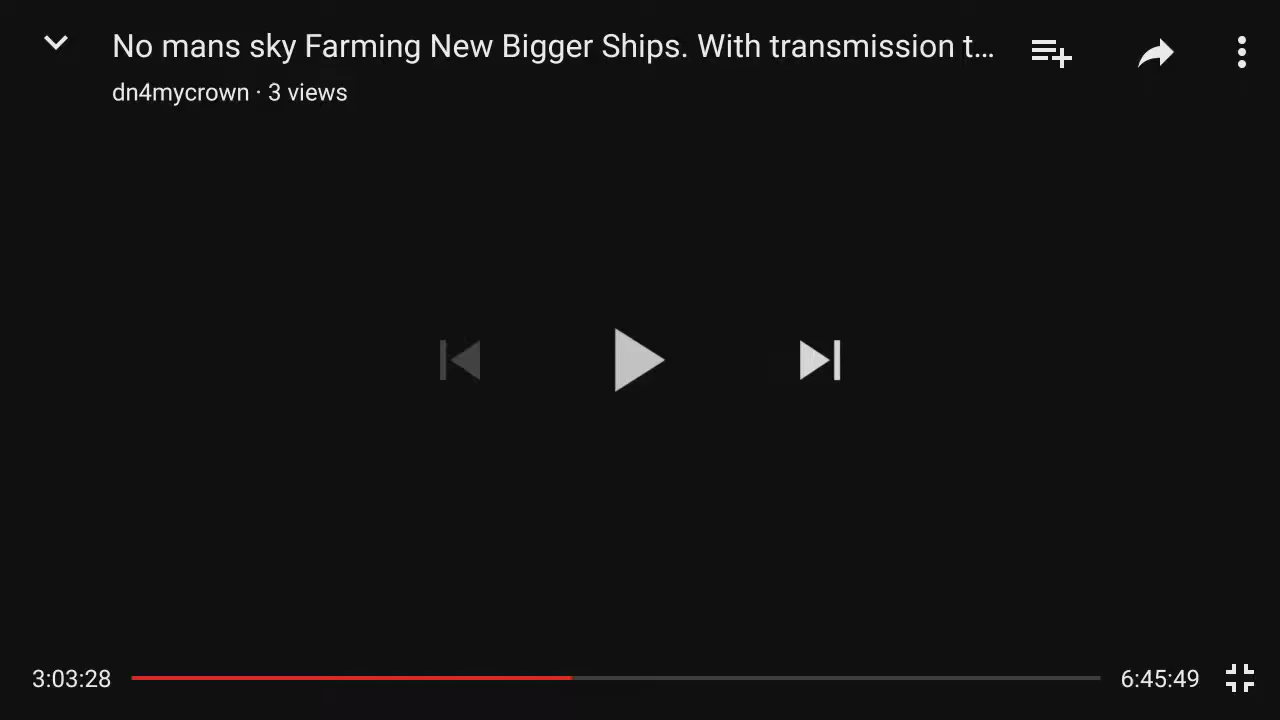 No mans sky Farming New Bigger Ships. With transmission t...
dn4mycrown · 3 views
3:03:28
6:45:49